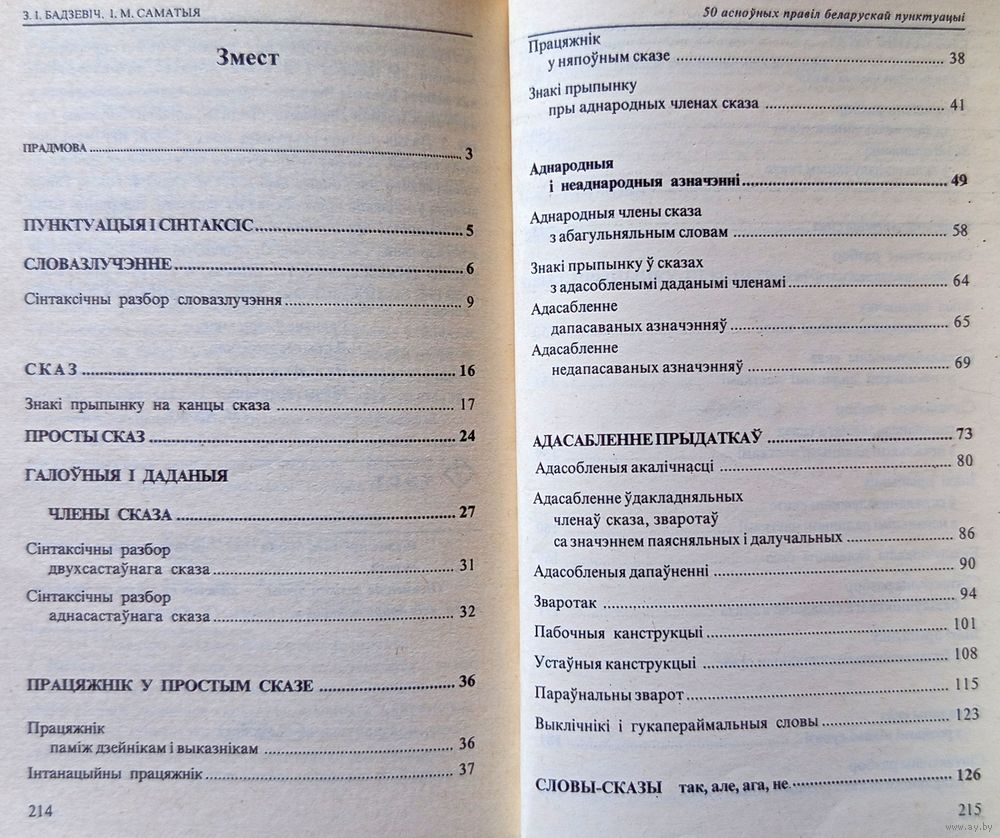 З. І. БАДЗЕВІЧ, І. М. САМАТЫЯ
Змест
ПРАДМОВА ... 3
ПУНКТУАЦЫЯ І СІНТАКСІС ... 5
СЛОВАЗЛУЧЭННЕ ... 6
Сінтаксічны разбор словазлучэння ... 9
СКАЗ ... 16
Знакі прыпынку на канцы сказа ... 17
ПРОСТЫ СКАЗ ... 24
ГАЛОЎНЫЯ І ДАДАНЫЯ
ЧЛЕНЫ СКАЗА ... 27
Сінтаксічны разбор
двухсастаўнага сказа ... 31
Сінтаксічны разбор
аднасастаўнага сказа ... 32
ПРАЦЯЖНІК У ПРОСТЫМ СКАЗЕ ... 36
Працяжнік
паміж дзейнікам і выказнікам ... 36
Інтанацыйны працяжнік ... 37
214
50 асноўных правіл беларускай пунктуацыі
Працяжнік
у няпоўным сказе ... 38
Знакі прыпынку
пры аднародных членах сказа ... 41
Аднародныя
і неаднародныя азначэнні ... 49
Аднародныя члены сказа
з абагульняльным словам ... 58
Знакі прыпынку ў сказах
з адасобленымі даданымі членамі ... 64
Адасабленне
дапасаваных азначэнняў ... 65
Адасабленне
недапасаваных азначэнняў ... 69
АДАСАБЛЕННЕ ПРЫДАТКАЎ ... 73
Адасобленыя акалічнасці ... 80
Адасабленне ўдакладняльных
членаў сказа, зваротаў
са значэннем паясняльных і далучальных ... 86
Адасобленыя дапаўненні ... 90
Зваротак ... 94
Пабочныя канструкцыі ... 101
Устаўныя канструкцыі ... 108
Параўнальны зварот ... 115
Выклічнікі і гукапераймальныя словы ... 123
СЛОВЫ-СКАЗЫ так, але, ага, не ... 126
215
www.ay.by